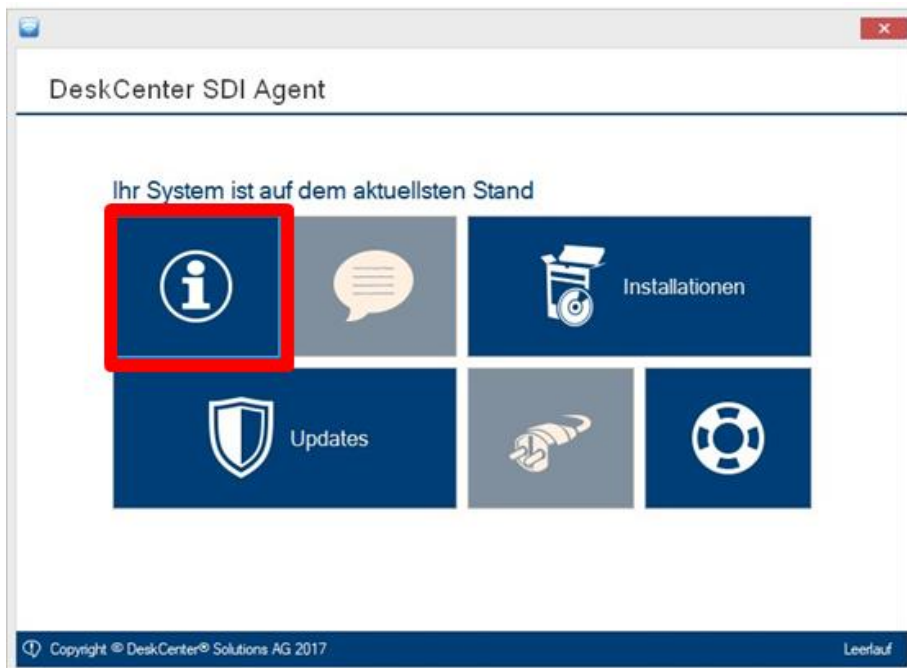 DeskCenter SDI Agent
Ihr System ist auf dem aktuellsten Stand
Installationen
Updates
Copyright © DeskCenter® Solutions AG 2017
Leerlauf